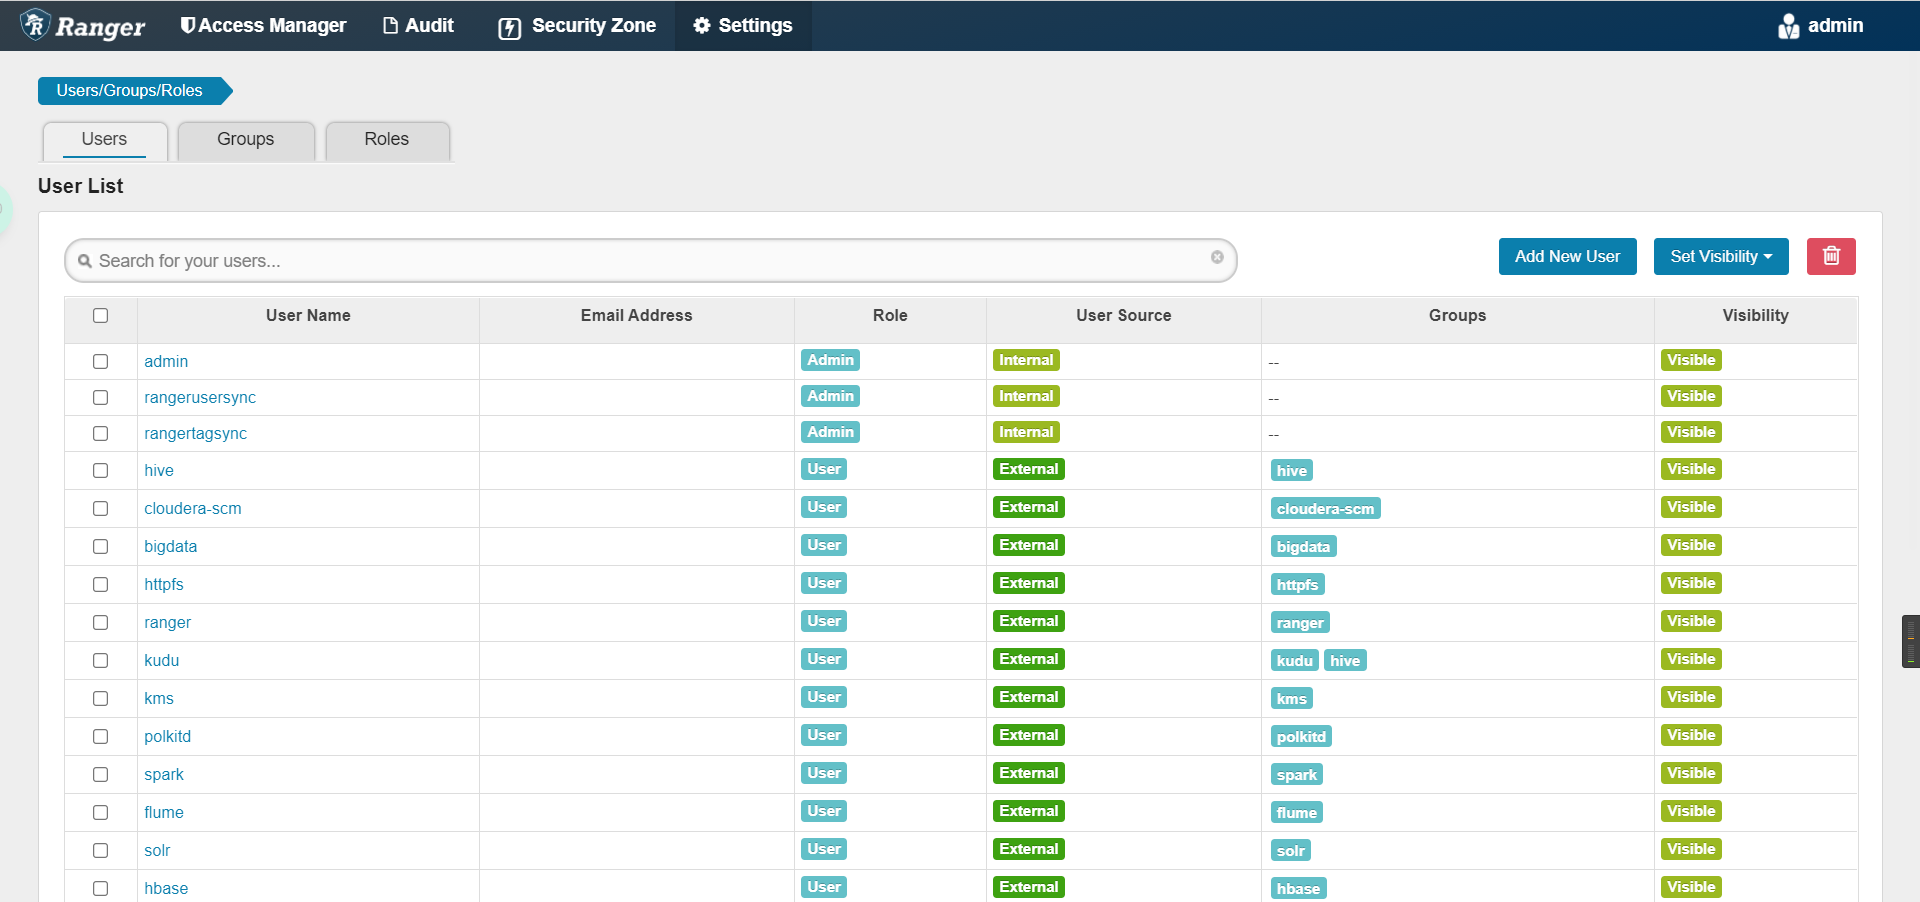 Ranger Access Manager Audit Security Zone Settings admin
Users/Groups/Roles
Users Groups Roles
User List
Search for your users... Add New User Set Visibility
User Name Email Address Role User Source Groups Visibility
admin Admin Internal -- Visible
rangerusersync Admin Internal -- Visible
rangertagsync Admin Internal -- Visible
hive User External hive Visible
cloudera-scm User External cloudera-scm Visible
bigdata User External bigdata Visible
httpfs User External httpfs Visible
ranger User External ranger Visible
kudu User External kudu hive Visible
kms User External kms Visible
polkitd User External polkitd Visible
spark User External spark Visible
flume User External flume Visible
solr User External solr Visible
hbase User External hbase Visible